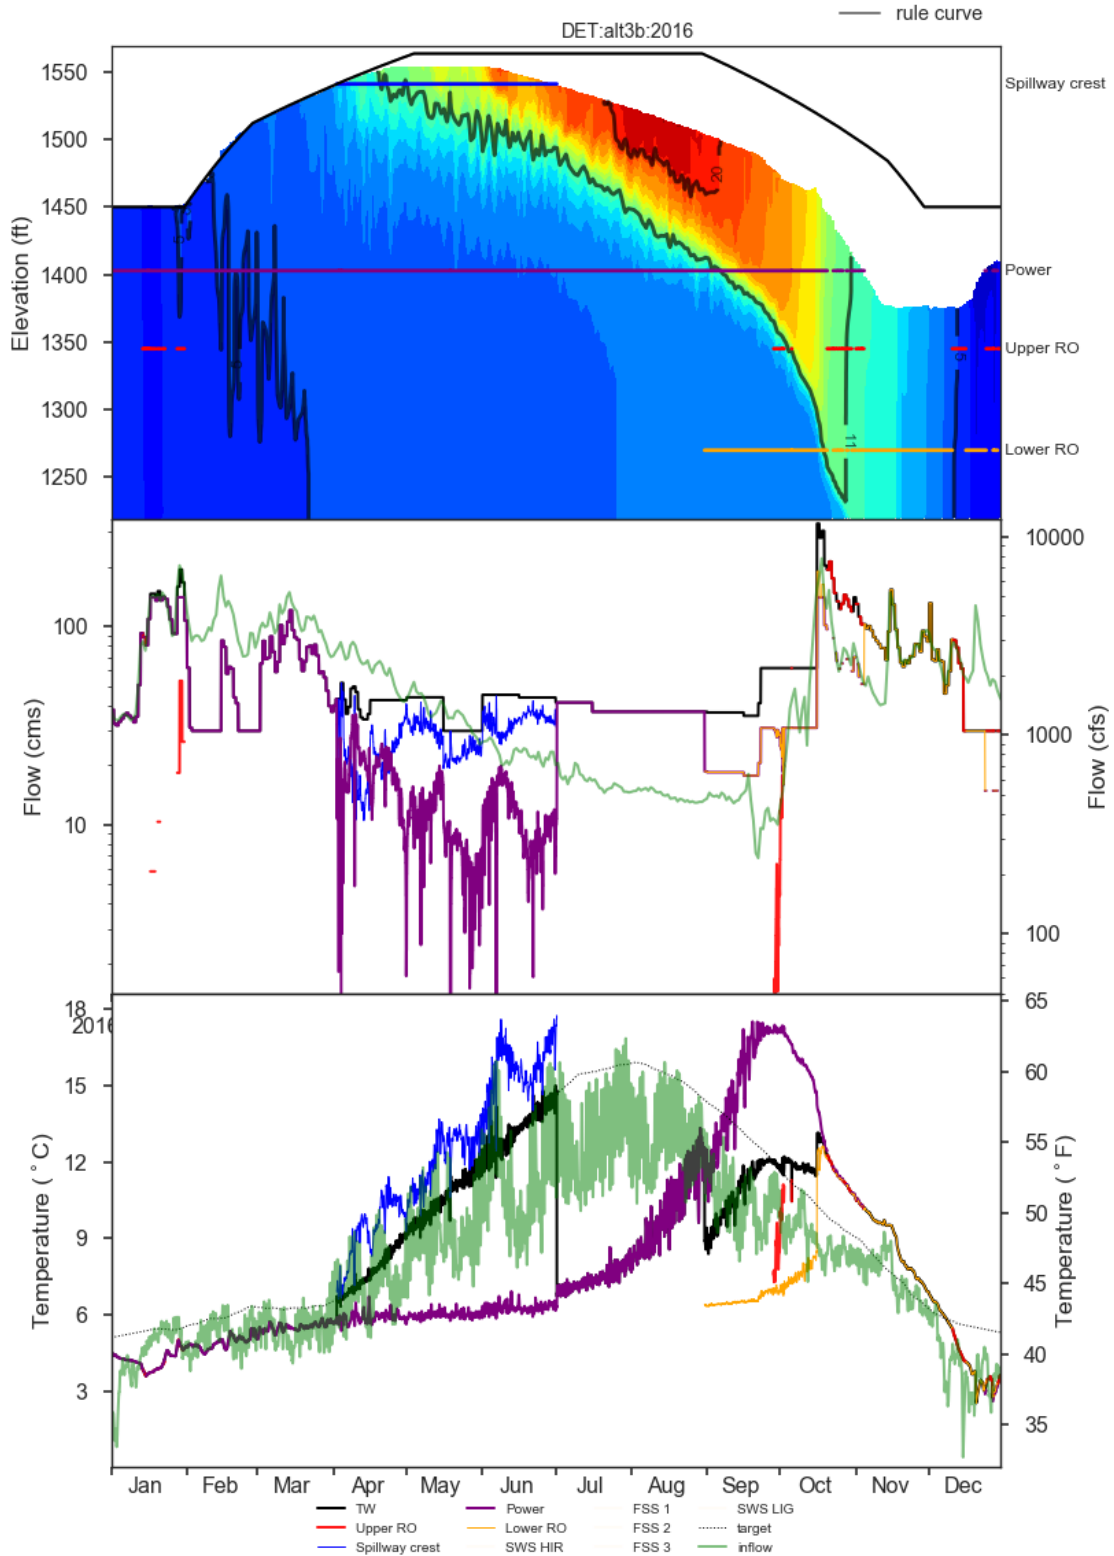 rule curve
DET:alt3b:2016
1550
1500
1450
1400
1350
1300
1250
Elevation (ft)
Spillway crest
Power
Upper RO
Lower RO
20
11
5
100
10
Flow (cms)
10000
1000
100
Flow (cfs)
18
2016
15
12
9
6
3
Temperature (°C)
65
60
55
50
45
40
35
Temperature (°F)
Jan Feb Mar Apr May Jun Jul Aug Sep Oct Nov Dec
TW Power FSS 1 SWS LIG
Upper RO Lower RO FSS 2 target
Spillway crest SWS HIR FSS 3 inflow